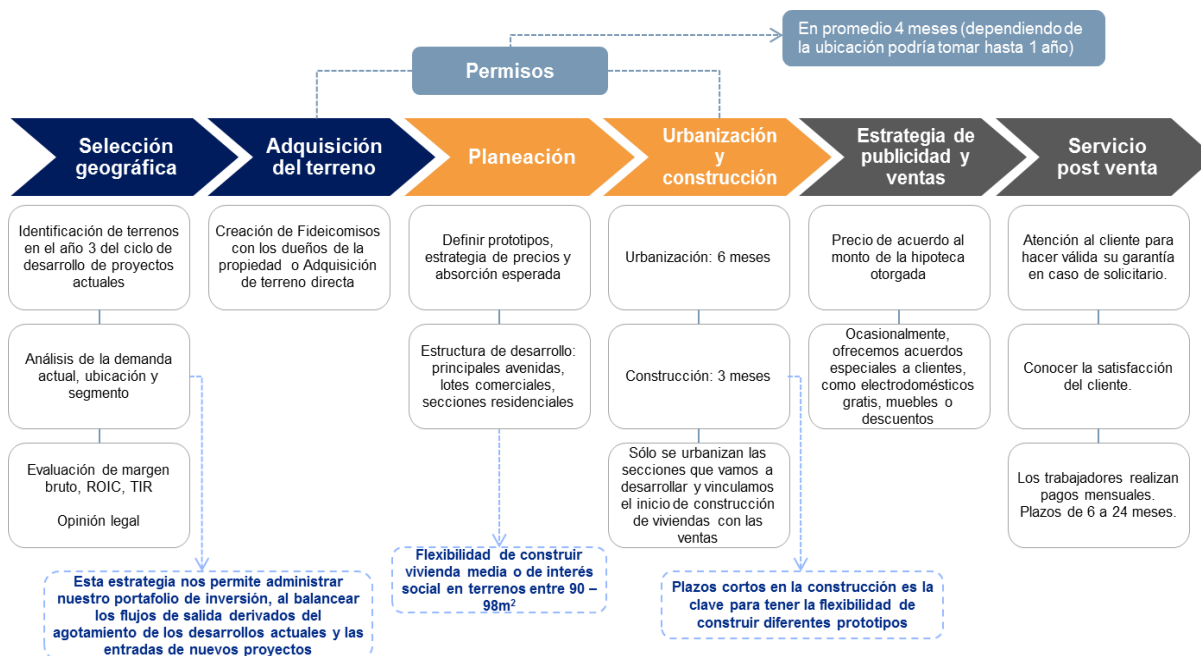 En promedio 4 meses (dependiendo de
la ubicación podría tomar hasta 1 año)
Permisos
Selección
geográfica
Adquisición
del terreno
Planeación
Urbanización
y
construcción
Estrategia de
publicidad y
ventas
Servicio
post venta
Identificación de terrenos
en el año 3 del ciclo de
desarrollo de proyectos
actuales
Análisis de la demanda
actual, ubicación y
segmento
Evaluación de margen
bruto, ROIC, TIR
Opinión legal
Esta estrategia nos permite administrar
nuestro portafolio de inversión, al balancear
los flujos de salida derivados del
agotamiento de los desarrollos actuales y las
entradas de nuevos proyectos
Creación de Fideicomisos
con los dueños de la
propiedad o Adquisición
de terreno directa
Definir prototipos,
estrategia de precios y
absorción esperada
Estructura de desarrollo:
principales avenidas,
lotes comerciales,
secciones residenciales
Flexibilidad de construir
vivienda media o de interés
social en terrenos entre 90 –
98m²
Urbanización: 6 meses
Construcción: 3 meses
Sólo se urbanizan las
secciones que vamos a
desarrollar y vinculamos
el inicio de construcción
de viviendas con las
ventas
Plazos cortos en la construcción es la
clave para tener la flexibilidad de
construir diferentes prototipos
Precio de acuerdo al
monto de la hipoteca
otorgada
Ocasionalmente,
ofrecemos acuerdos
especiales a clientes,
como electrodomésticos
gratis, muebles o
descuentos
Atención al cliente para
hacer válida su garantía
en caso de solicitario.
Conocer la satisfacción
del cliente.
Los trabajadores realizan
pagos mensuales.
Plazos de 6 a 24 meses.